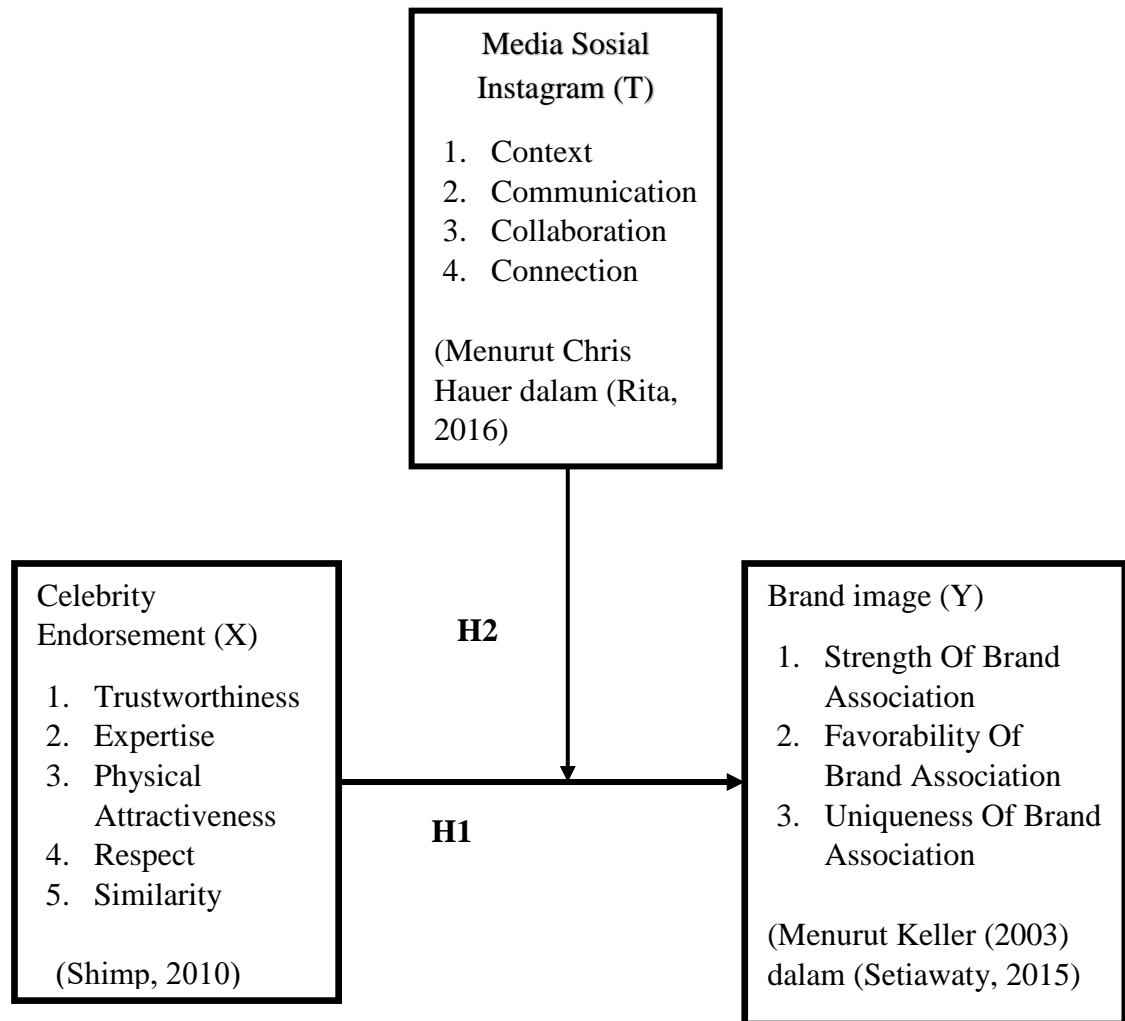 Media Sosial
Instagram (T)
1. Context
2. Communication
3. Collaboration
4. Connection
(Menurut Chris
Hauer dalam (Rita,
2016)
Celebrity
Endorsement (X)
1. Trustworthiness
2. Expertise
3. Physical
Attractiveness
4. Respect
5. Similarity
(Shimp, 2010)
H2
H1
Brand image (Y)
1. Strength Of Brand
Association
2. Favorability Of
Brand Association
3. Uniqueness Of Brand
Association
(Menurut Keller (2003)
dalam (Setiawaty, 2015)